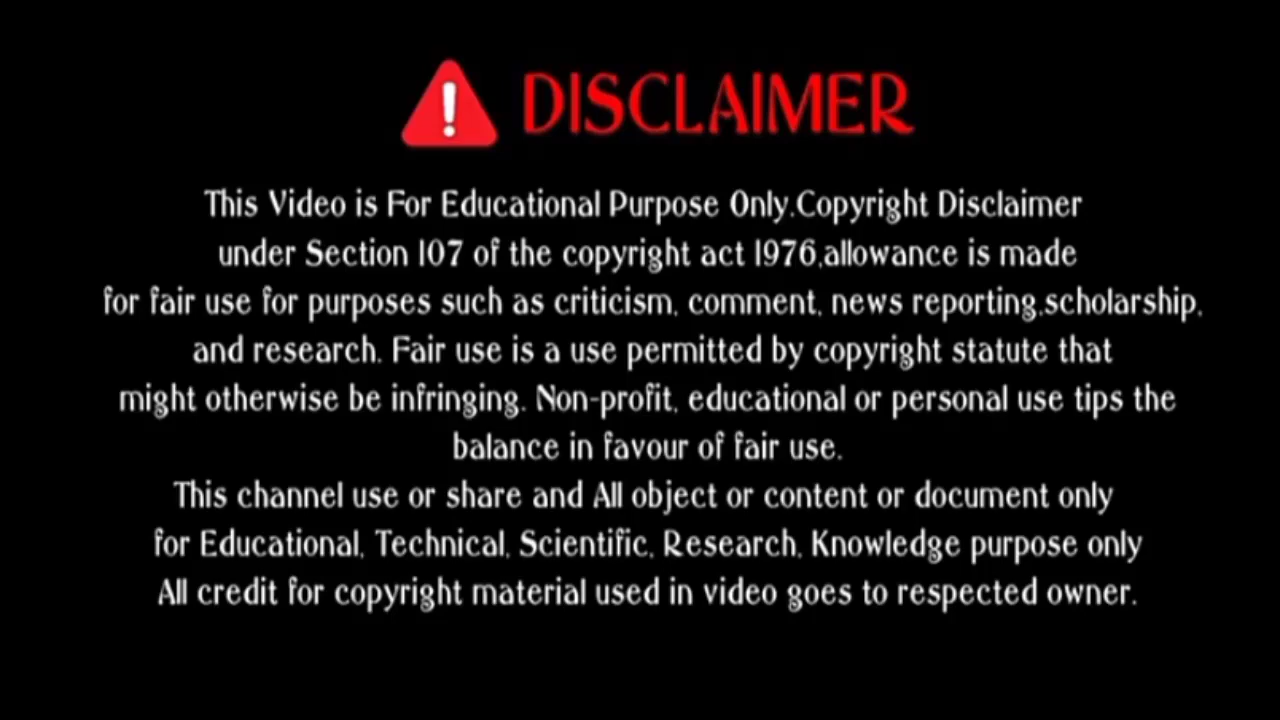 DISCLAIMER
This Video is For Educational Purpose Only.Copyright Disclaimer
under Section 107 of the copyright act 1976,allowance is made
for fair use for purposes such as criticism, comment, news reporting,scholarship,
and research. Fair use is a use permitted by copyright statute that
might otherwise be infringing. Non-profit, educational or personal use tips the
balance in favour of fair use.
This channel use or share and All object or content or document only
for Educational, Technical, Scientific, Research, Knowledge purpose only
All credit for copyright material used in video goes to respected owner.